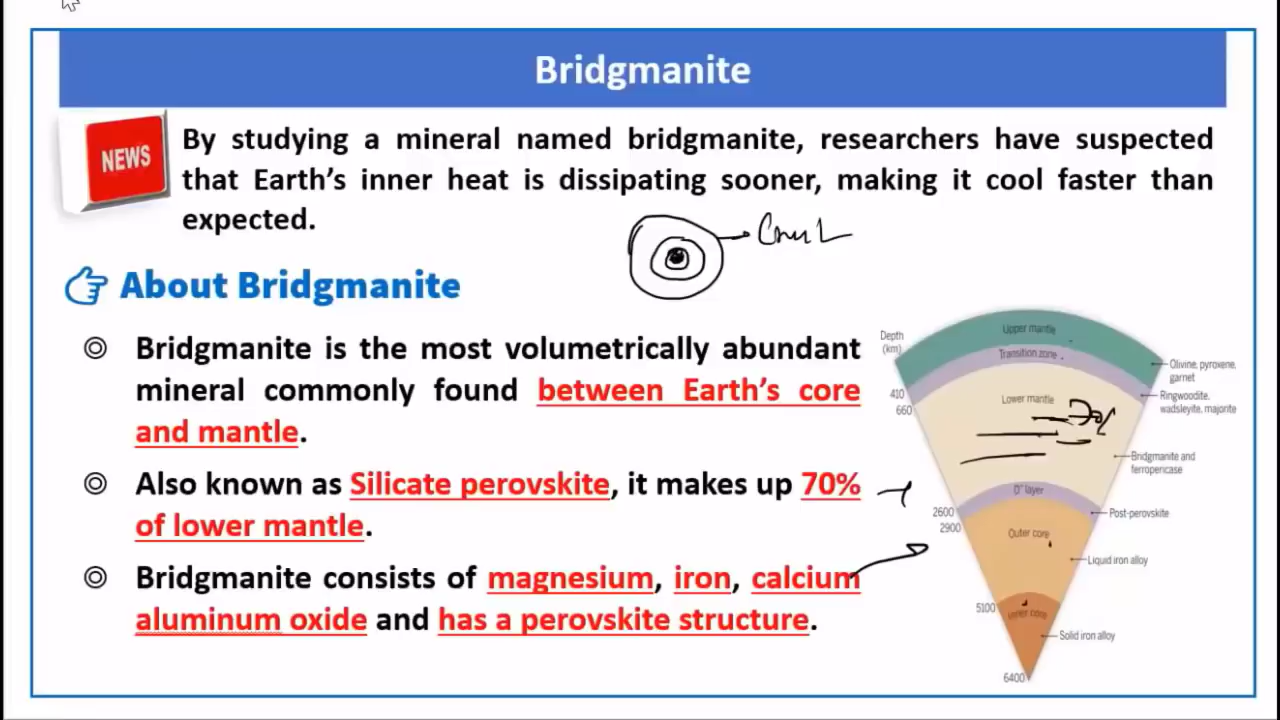 Bridgmanite
NEWS
By studying a mineral named bridgmanite, researchers have suspected
that Earth's inner heat is dissipating sooner, making it cool faster than
expected.
About Bridgmanite
Bridgmanite is the most volumetrically abundant
mineral commonly found between Earth's core
and mantle.
Also known as Silicate perovskite, it makes up 70%
of lower mantle.
Bridgmanite consists of magnesium, iron, calcium
aluminum oxide and has a perovskite structure.
Depth
(km)
Upper mantle
Transition zone
Olivine, pyroxene,
garnet
410
Ringwoodite,
wadsleyite, majorite
660
Lower mantle
Bridgmanite and
ferropericase
D" layer
2600
Post-perovskite
2900
Outer core
Liquid iron alloy
5100
Inner core
Solid iron alloy
6400